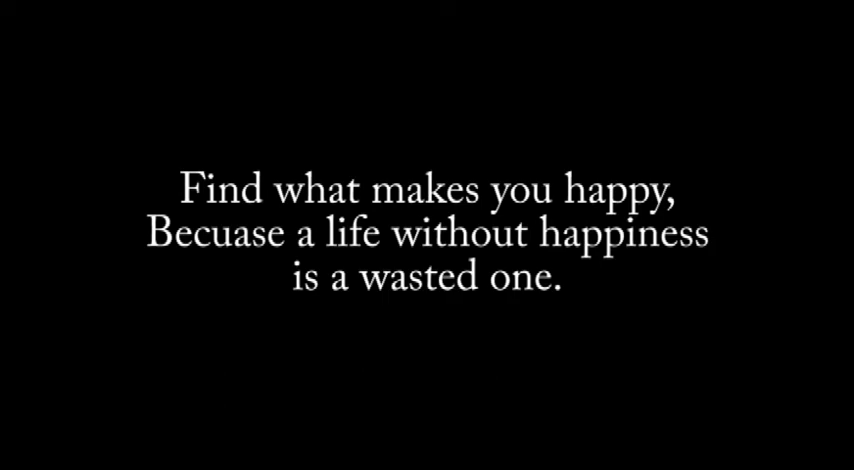 Find what makes you happy,
Becuase a life without happiness
is a wasted one.